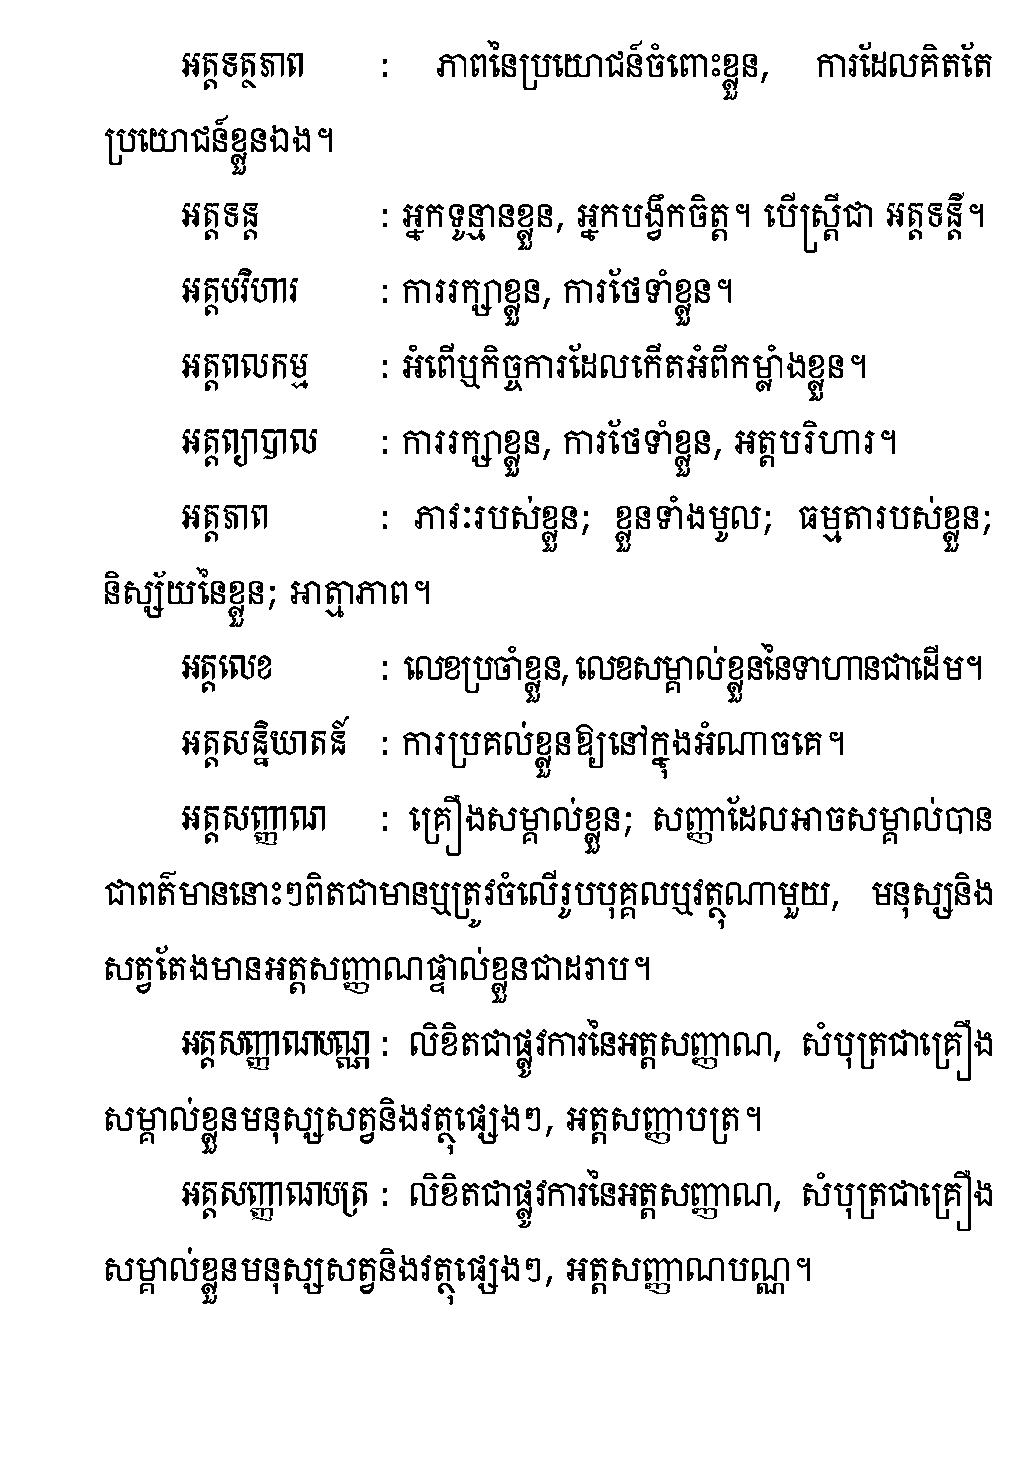 អត្តទត្ថភាព : ភាពនៃប្រយោជន៍ចំពោះខ្លួន, ការដែលគិតតែ
ប្រយោជន៍ខ្លួនឯង។
អត្តទន្ត : អ្នកទូន្មានខ្លួន, អ្នកបង្វឹកចិត្ត។ បើស្ត្រីជា អត្តទន្តី។
អត្តបរិហារ : ការរក្សាខ្លួន, ការថែទាំខ្លួន។
អត្តពលកម្ម : អំពើឬកិច្ចការដែលកើតអំពីកម្លាំងខ្លួន។
អត្តព្យាបាល : ការរក្សាខ្លួន, ការថែទាំខ្លួន, អត្តបរិហារ។
អត្តភាព : ភាវៈរបស់ខ្លួន; ខ្លួនទាំងមូល; ធម្មតារបស់ខ្លួន;
និស្ស័យនៃខ្លួន; អាត្មាភាព។
អត្តលេខ : លេខប្រចាំខ្លួន, លេខសម្គាល់ខ្លួននៃទាហានជាដើម។
អត្តសន្និឃាតន៍ : ការប្រគល់ខ្លួនឱ្យនៅក្នុងអំណាចគេ។
អត្តសញ្ញាណ : គ្រឿងសម្គាល់ខ្លួន; សញ្ញាដែលអាចសម្គាល់បាន
ជាពត៌មាននោះៗពិតជាមានឬត្រូវចំលើរូបបុគ្គលឬវត្ថុណាមួយ, មនុស្សនិង
សត្វតែងមានអត្តសញ្ញាណផ្ទាល់ខ្លួនជាដរាប។
អត្តសញ្ញាណបណ្ណ : លិខិតជាផ្លូវការនៃអត្តសញ្ញាណ, សំបុត្រជាគ្រឿង
សម្គាល់ខ្លួនមនុស្សសត្វនិងវត្ថុផ្សេងៗ, អត្តសញ្ញាបត្រ។
អត្តសញ្ញាណបត្រ : លិខិតជាផ្លូវការនៃអត្តសញ្ញាណ, សំបុត្រជាគ្រឿង
សម្គាល់ខ្លួនមនុស្សសត្វនិងវត្ថុផ្សេងៗ, អត្តសញ្ញាណបណ្ណ។